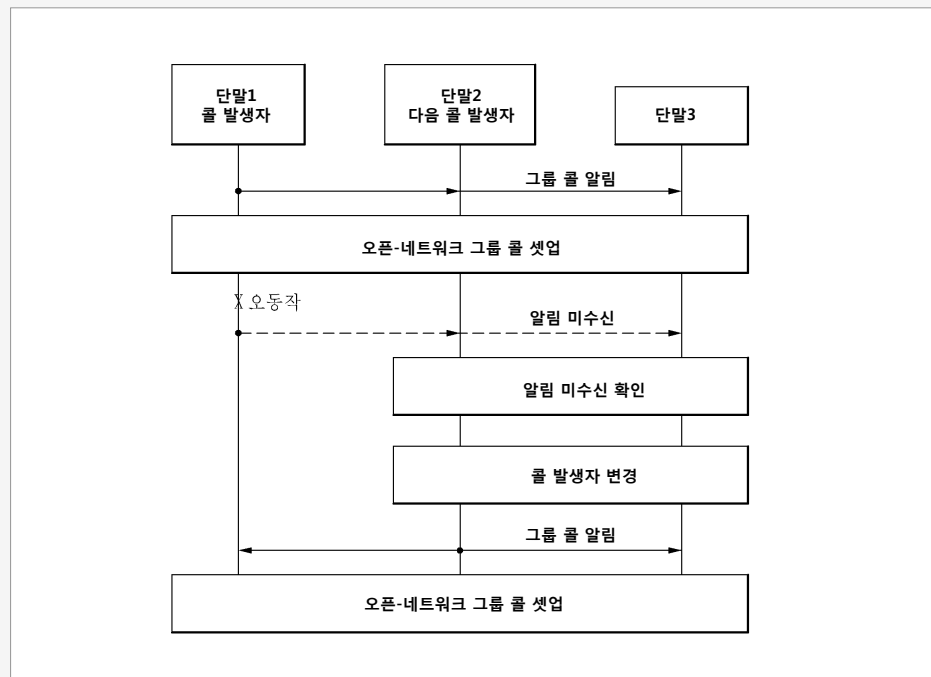 단말1
콜 발생자
단말2
다음 콜 발생자
단말3
그룹 콜 알림
오픈-네트워크 그룹 콜 셋업
X 오동작
알림 미수신
알림 미수신 확인
콜 발생자 변경
그룹 콜 알림
오픈-네트워크 그룹 콜 셋업